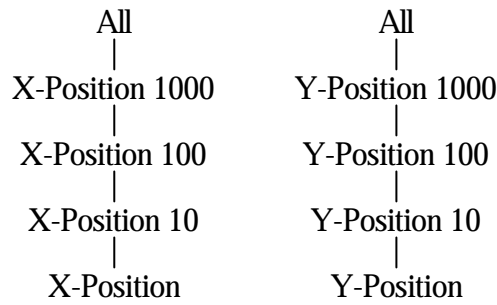 All All
X-Position 1000 Y-Position 1000
X-Position 100 Y-Position 100
X-Position 10 Y-Position 10
X-Position Y-Position